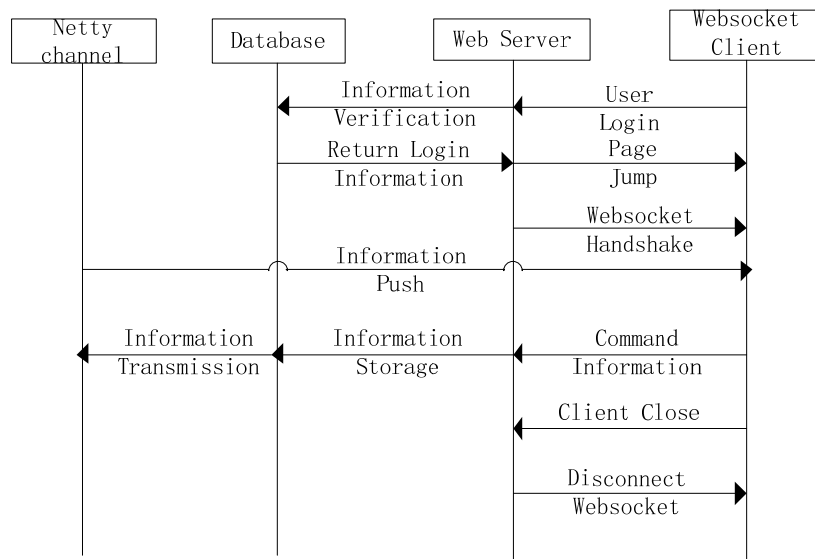 Netty
channel
Database
Web Server
Websocket
Client
Information
Verification
User
Login
Return Login
Information
Page
Jump
Websocket
Handshake
Information
Push
Information
Transmission
Information
Storage
Command
Information
Client Close
Disconnect
Websocket